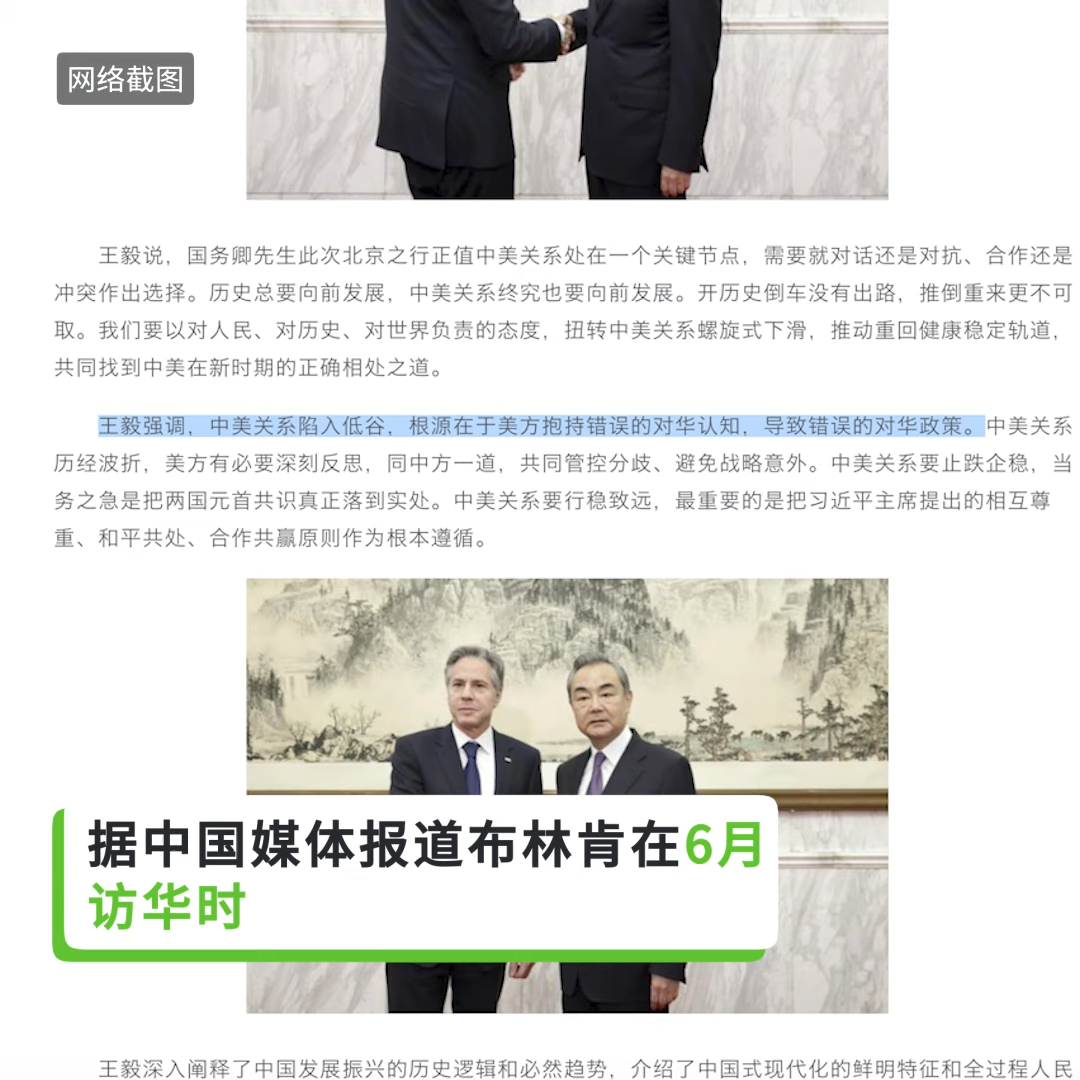 网络截图
王毅说，国务卿先生此次北京之行正值中美关系处在一个关键节点，需要就对话还是对抗、合作还是
冲突作出选择。历史总要向前发展，中美关系终究也要向前发展。开历史倒车没有出路，推倒重来更不可
取。我们要以对人民、对历史、对世界负责的态度，扭转中美关系螺旋式下滑，推动重回健康稳定轨道，
共同找到中美在新时期的正确相处之道。
王毅强调，中美关系陷入低谷，根源在于美方抱持错误的对华认知，导致错误的对华政策。中美关系
历经波折，美方有必要深刻反思，同中方一道，共同管控分歧、避免战略意外。中美关系要止跌企稳，当
务之急是把两国元首共识真正落到实处。中美关系要行稳致远，最重要的是把习近平主席提出的相互尊
重、和平共处、合作共赢原则作为根本遵循。
据中国媒体报道布林肯在6月
访华时
王毅深入阐释了中国发展振兴的历史逻辑和必然趋势，介绍了中国式现代化的鲜明特征和全过程人民